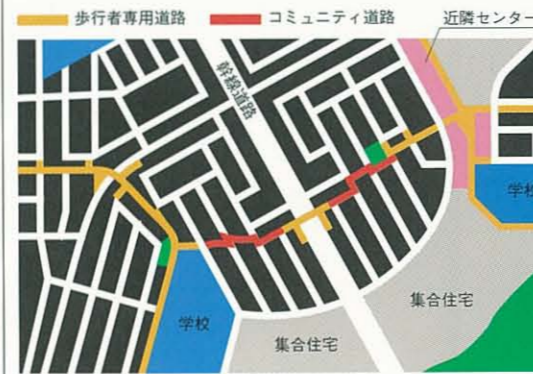 歩行者専用道路
コミュニティ道路
近隣センター
幹線道路
学校
集合住宅
学校
集合住宅